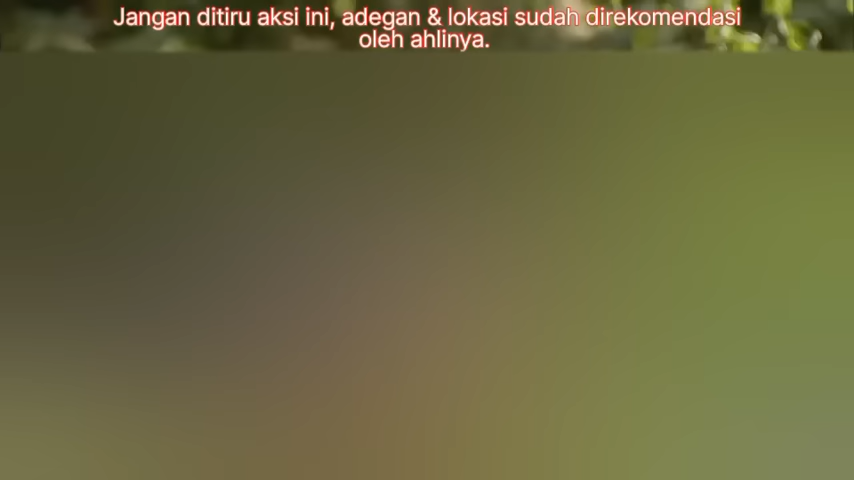 Jangan ditiru aksi ini, adegan & lokasi sudah direkomendasi
oleh ahlinya.